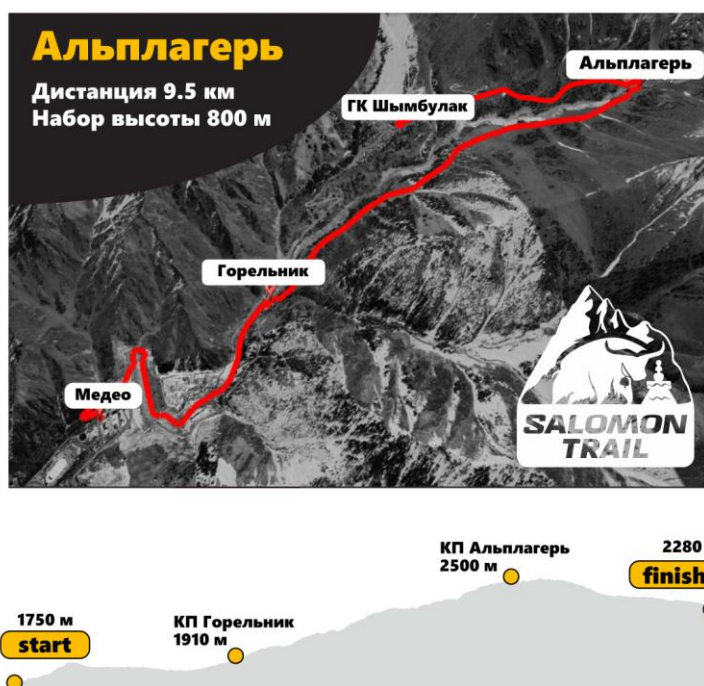 Альплагерь
Дистанция 9.5 км
Набор высоты 800 м
Альплагерь
ГК Шымбулак
Горельник
Медео
SALOMON
TRAIL
КП Альплагерь
2500 м
2280
finish
1750 м
start
КП Горельник
1910 м